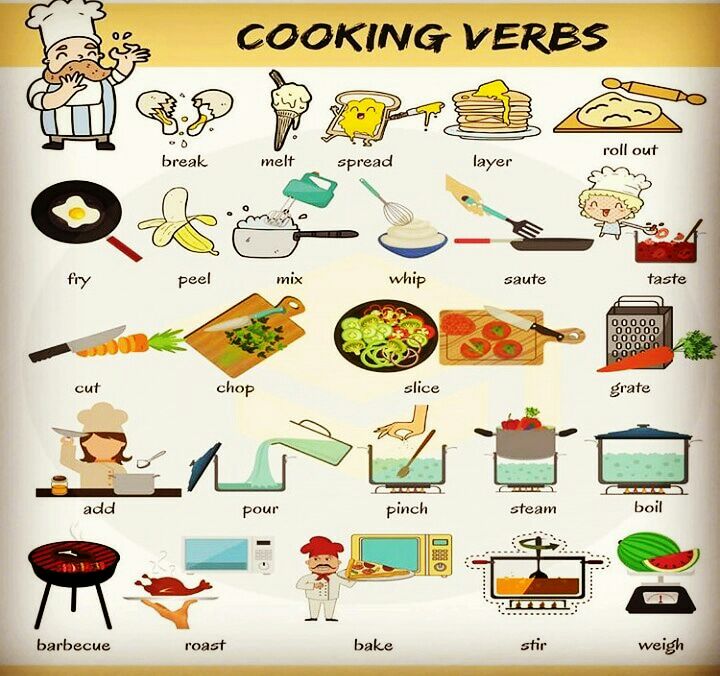 COOKING VERBS
break melt spread layer roll out
fry peel mix whip saute taste
cut chop slice grate
add pour pinch steam boil
barbecue roast bake stir weigh